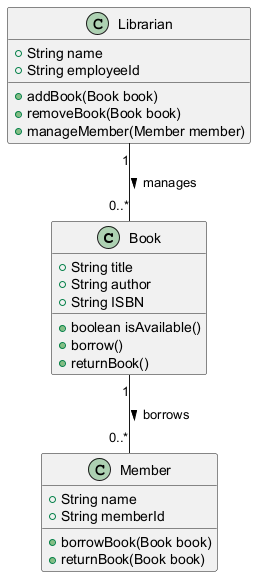 C Librarian
String name
String employeeId
addBook(Book book)
removeBook(Book book)
manageMember(Member member)
1
manages
0..*
C Book
String title
String author
String ISBN
boolean isAvailable()
borrow()
returnBook()
1
borrows
0..*
C Member
String name
String memberId
borrowBook(Book book)
returnBook(Book book)